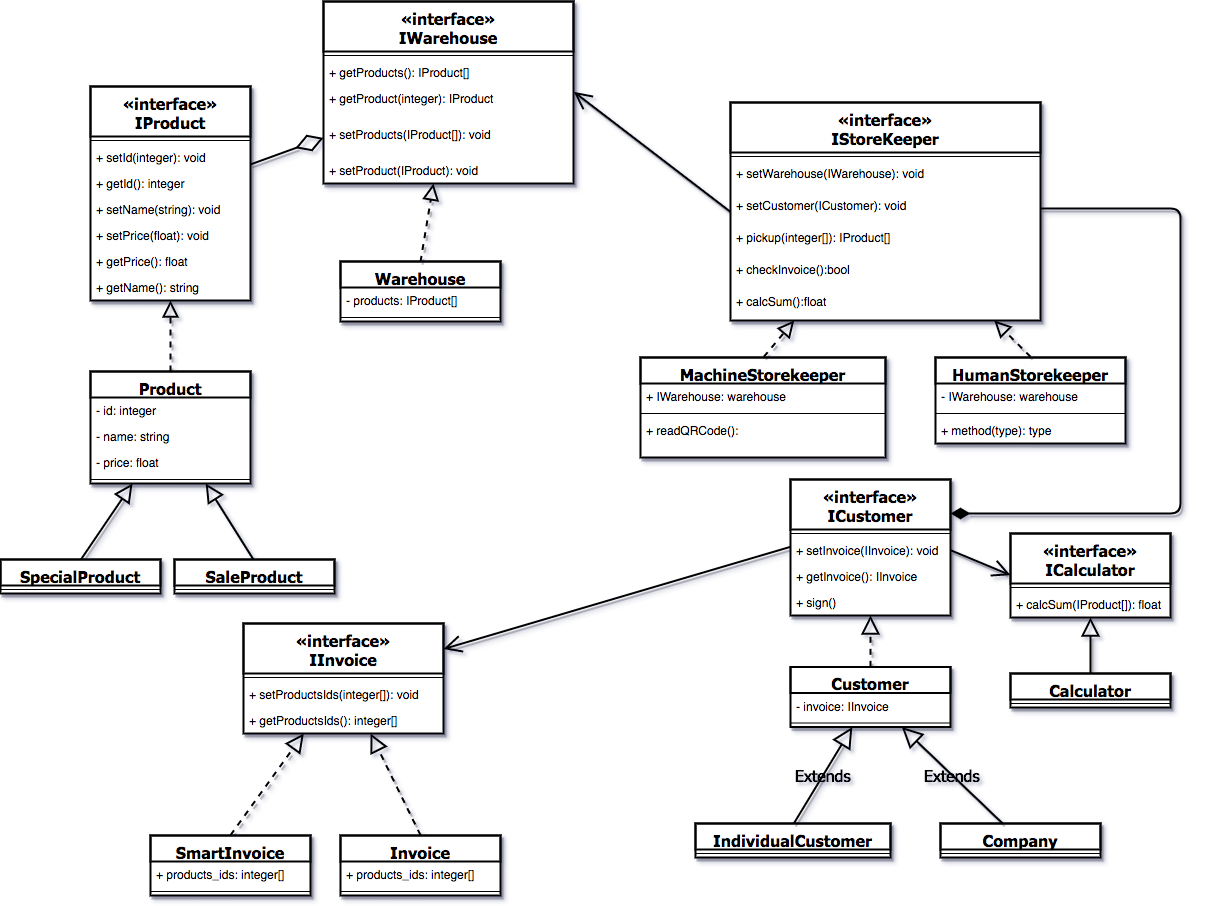 «interface»
IWarehouse
+ getProducts(): IProduct[]
+ getProduct(integer): IProduct
+ setProducts(IProduct[]): void
+ setProduct(IProduct): void
«interface»
IProduct
+ setId(integer): void
+ getId(): integer
+ setName(string): void
+ setPrice(float): void
+ getPrice(): float
+ getName(): string
«interface»
IStoreKeeper
+ setWarehouse(IWarehouse): void
+ setCustomer(ICustomer): void
+ pickup(integer[]): IProduct[]
+ checkInvoice():bool
+ calcSum():float
Warehouse
- products: IProduct[]
Product
- id: integer
- name: string
- price: float
MachineStorekeeper
+ IWarehouse: warehouse
+ readQRCode():
HumanStorekeeper
- IWarehouse: warehouse
+ method(type): type
SpecialProduct
SaleProduct
«interface»
ICustomer
+ setInvoice(IInvoice): void
+ getInvoice(): IInvoice
+ sign()
«interface»
ICalculator
+ calcSum(IProduct[]): float
«interface»
IInvoice
+ setProductsIds(integer[]): void
+ getProductsIds(): integer[]
Customer
- invoice: IInvoice
Calculator
Extends
Extends
SmartInvoice
+ products_ids: integer[]
Invoice
+ products_ids: integer[]
IndividualCustomer
Company